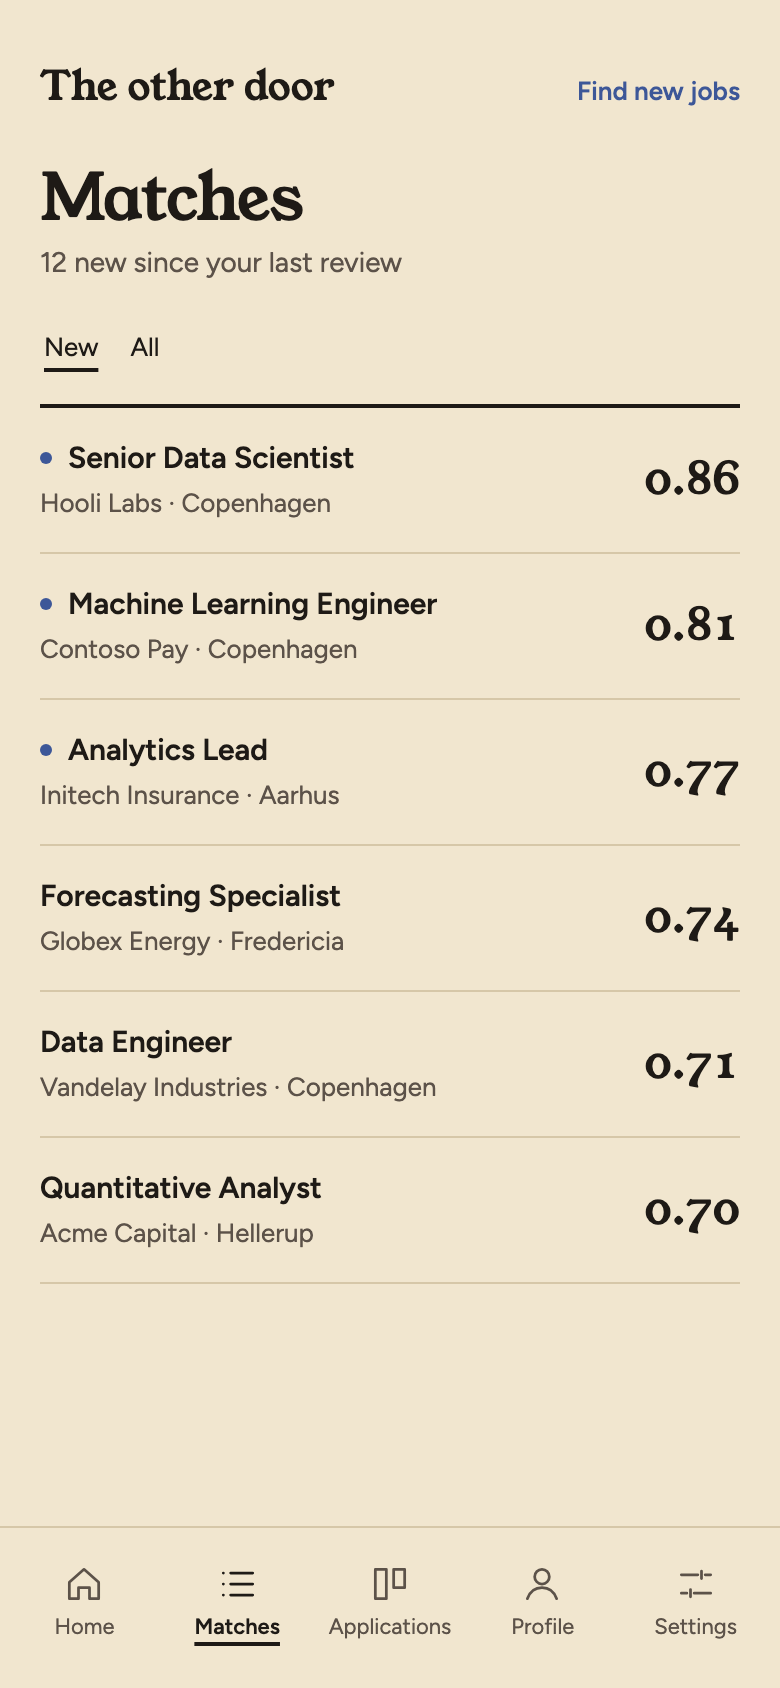 The other door
Find new jobs
Matches
12 new since your last review
New All
Senior Data Scientist
Hooli Labs · Copenhagen
0.86
Machine Learning Engineer
Contoso Pay · Copenhagen
0.81
Analytics Lead
Initech Insurance · Aarhus
0.77
Forecasting Specialist
Globex Energy · Fredericia
0.74
Data Engineer
Vandelay Industries · Copenhagen
0.71
Quantitative Analyst
Acme Capital · Hellerup
0.70
Home Matches Applications Profile Settings